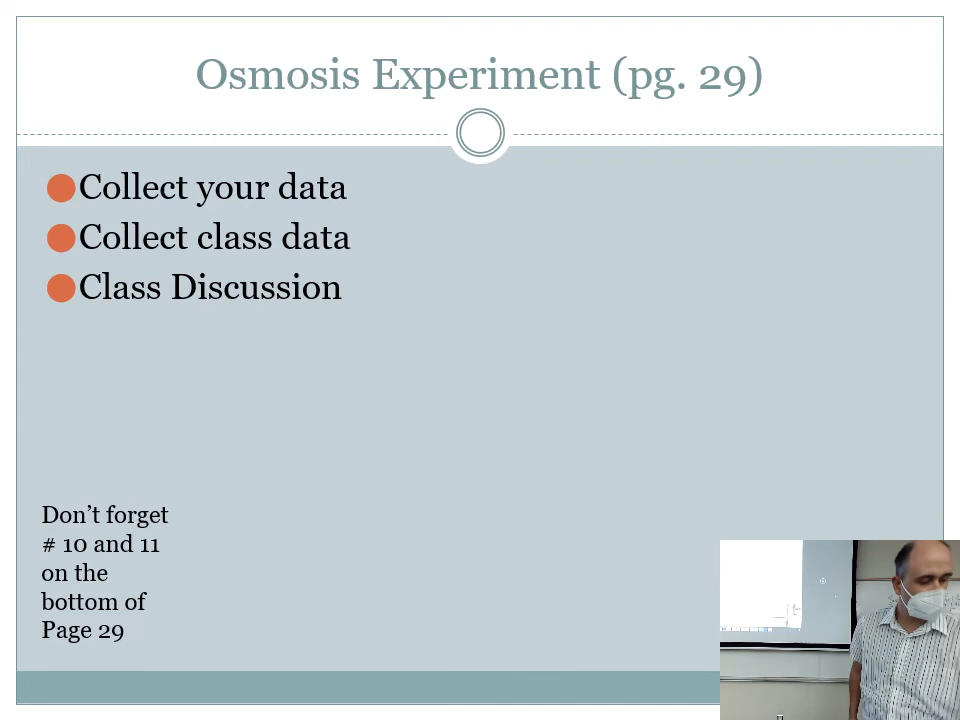 Osmosis Experiment (pg. 29)
Collect your data
Collect class data
Class Discussion
Don’t forget
# 10 and 11
on the
bottom of
Page 29